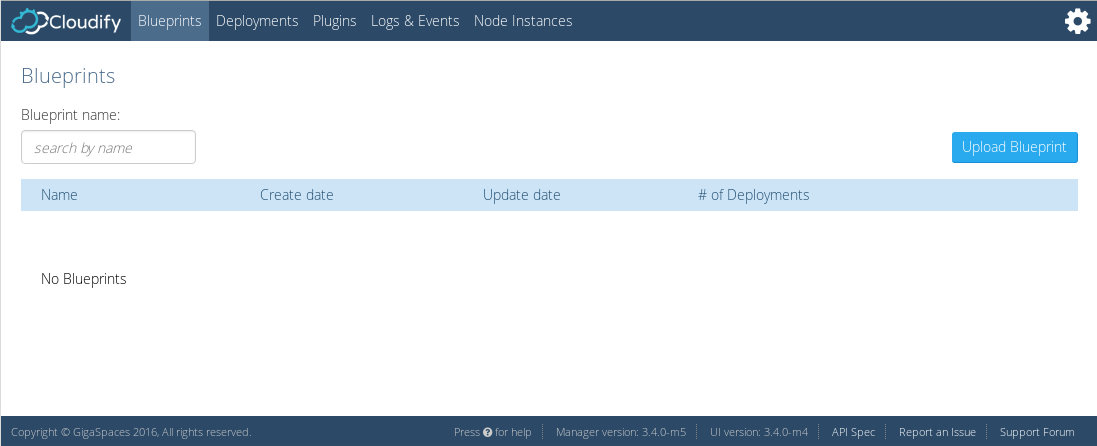 Cloudify Blueprints Deployments Plugins Logs & Events Node Instances
Blueprints
Blueprint name:
search by name
Upload Blueprint
Name Create date Update date # of Deployments
No Blueprints
Copyright © GigaSpaces 2016, All rights reserved. Press ? for help Manager version: 3.4.0-m5 UI version: 3.4.0-m4 API Spec Report an Issue Support Forum